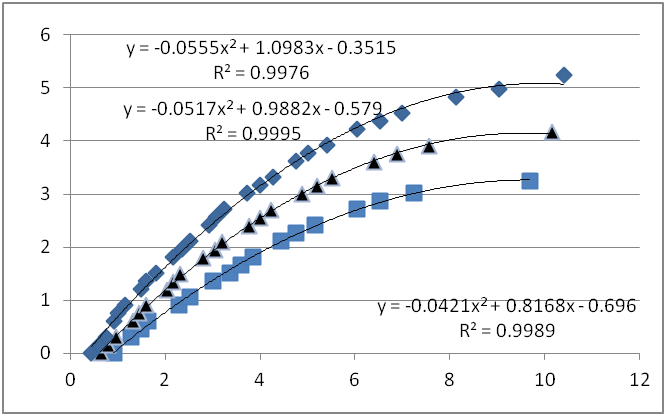 6
y = -0.0555x² + 1.0983x - 0.3515
R² = 0.9976
5
y = -0.0517x² + 0.9882x - 0.579
R² = 0.9995
4
3
2
1
y = -0.0421x² + 0.8168x - 0.696
R² = 0.9989
0
0 2 4 6 8 10 12